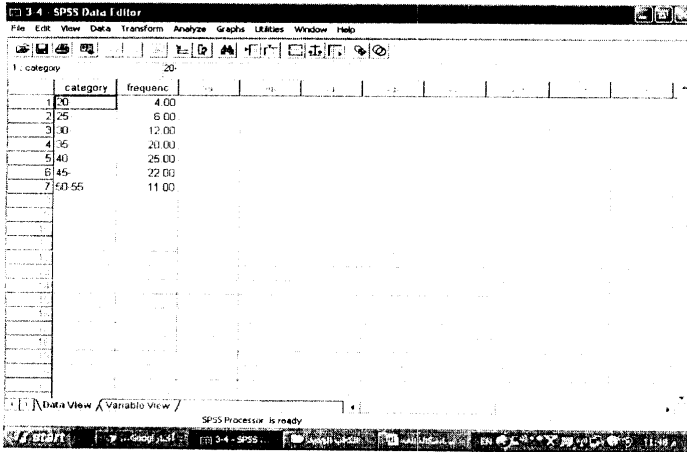 3-4 - SPSS Data Editor
File Edit View Data Transform Analyze Graphs Utilities Window Help
1 : category 20-
category frequenc
1 20 4.00
2 25 6.00
3 30 12.00
4 35 20.00
5 40 25.00
6 45- 22.00
7 50-55 11.00
Data View Variable View
SPSS Processor is ready
start 3-4 - SPSS... EN 11:48